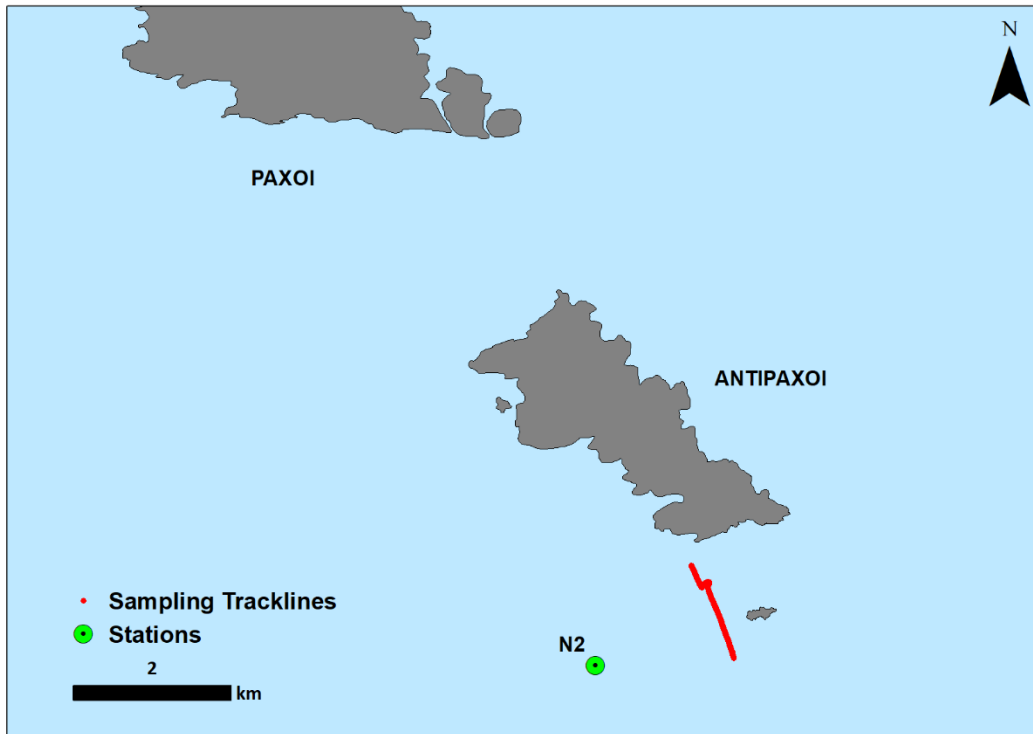 N
PAXOI
ANTIPAXOI
Sampling Tracklines
Stations
N2
2
km